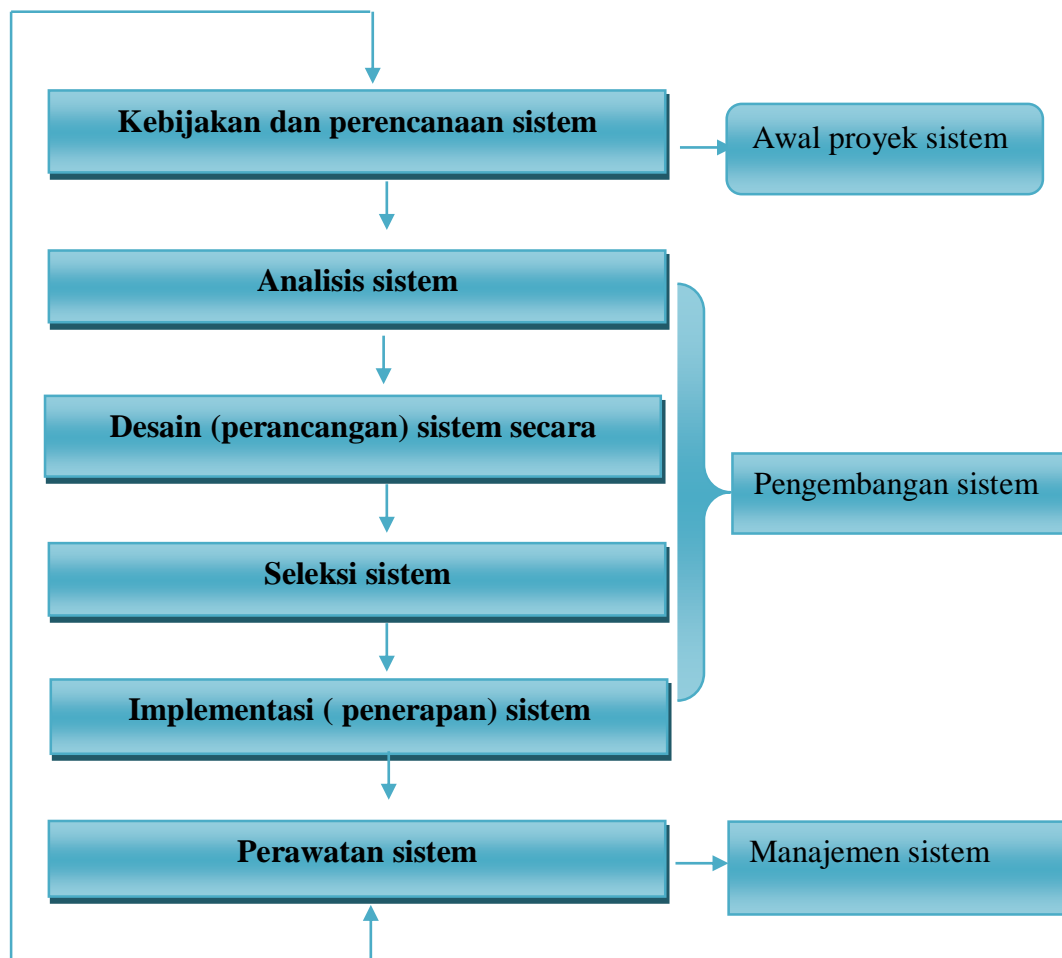 Kebijakan dan perencanaan sistem
Awal proyek sistem
Analisis sistem
Desain (perancangan) sistem secara
Pengembangan sistem
Seleksi sistem
Implementasi ( penerapan) sistem
Perawatan sistem
Manajemen sistem